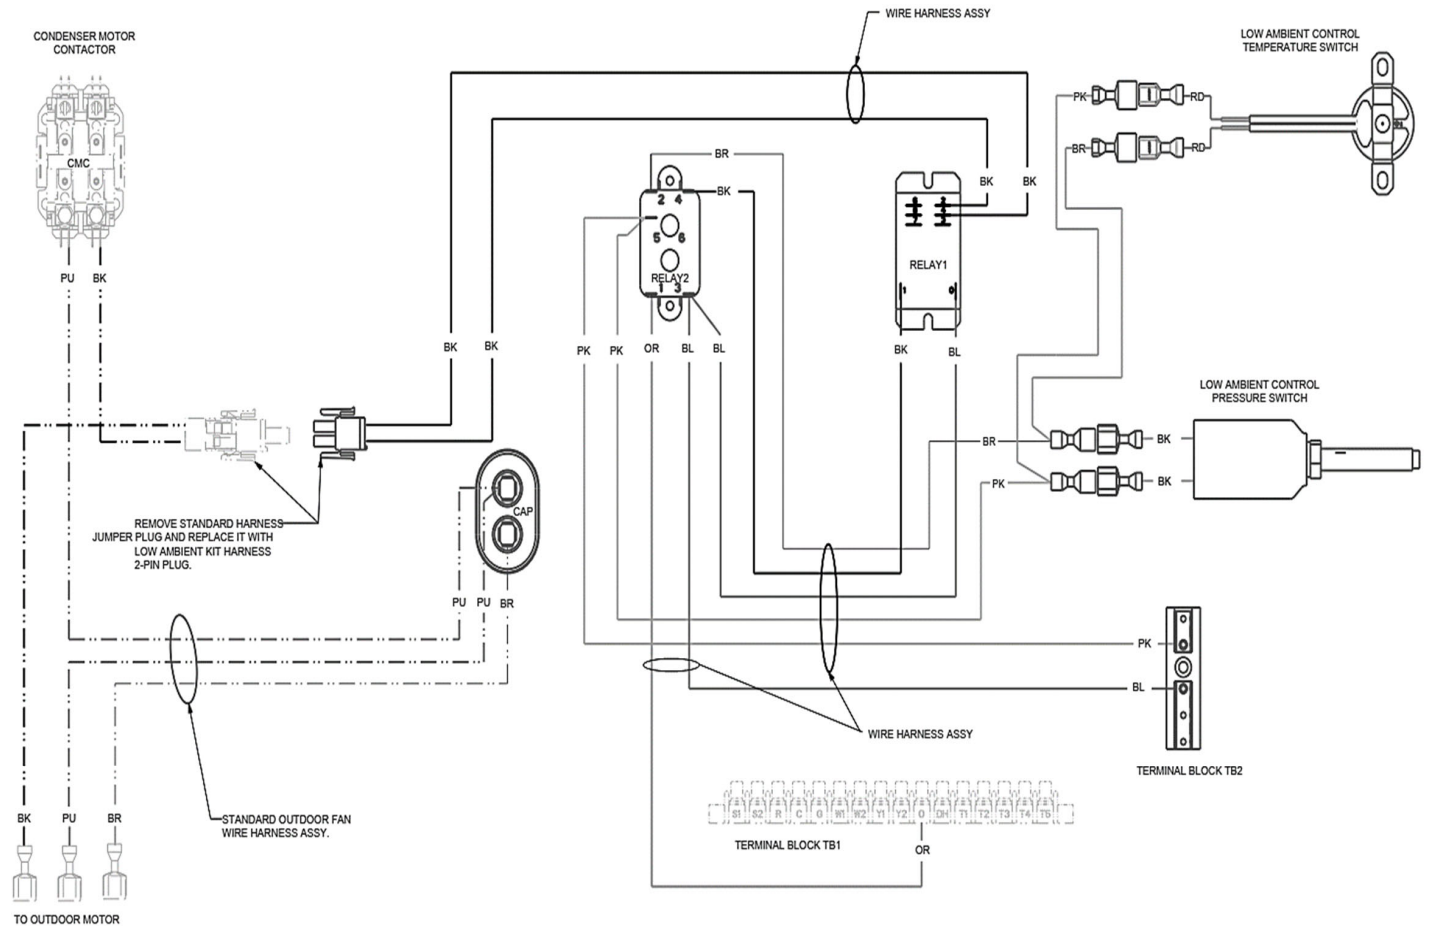 WIRE HARNESS ASSY
CONDENSER MOTOR
CONTACTOR
LOW AMBIENT CONTROL
TEMPERATURE SWITCH
PK
RD
BR
RD
CMC
BR
BK
BK
BK
2 4
5 6
RELAY2
1 3
RELAY1
1
0
PU
BK
BK
BK
PK
PK
OR
BL
BL
BK
BL
LOW AMBIENT CONTROL
PRESSURE SWITCH
BR
BK
PK
BK
REMOVE STANDARD HARNESS
JUMPER PLUG AND REPLACE IT WITH
LOW AMBIENT KIT HARNESS
2-PIN PLUG.
CAP
PU
PU
BR
PK
BL
WIRE HARNESS ASSY
TERMINAL BLOCK TB2
STANDARD OUTDOOR FAN
WIRE HARNESS ASSY.
BK
PU
BR
S1 S2 R C G W1 W2 Y1 Y2 O DH T1 T2 T3 T4 T5
TERMINAL BLOCK TB1
OR
TO OUTDOOR MOTOR